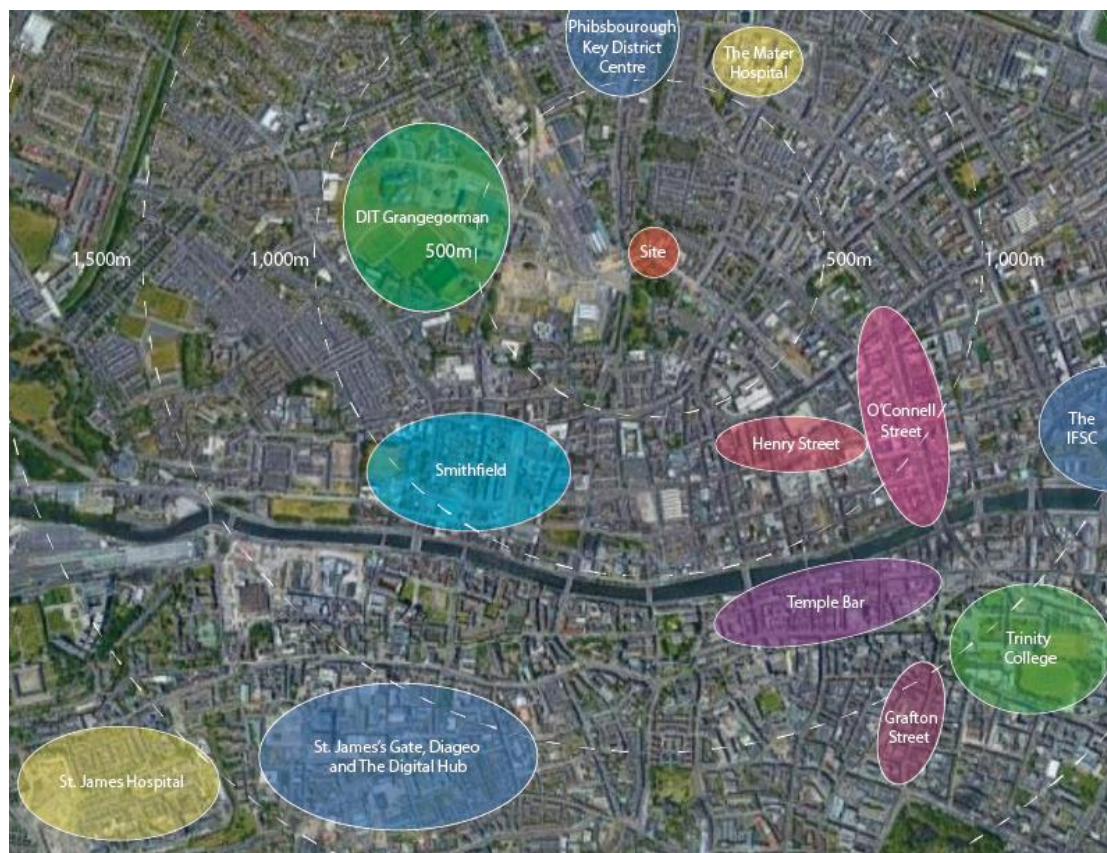 Phibsbourough
Key District
Centre
The Mater
Hospital
DIT Grangegorman
Site
1,500m
1,000m
500m
500m
1,000m
O'Connell
Street
The
IFSC
Henry Street
Smithfield
Temple Bar
Trinity
College
Grafton
Street
St. James's Gate, Diageo
and The Digital Hub
St. James Hospital